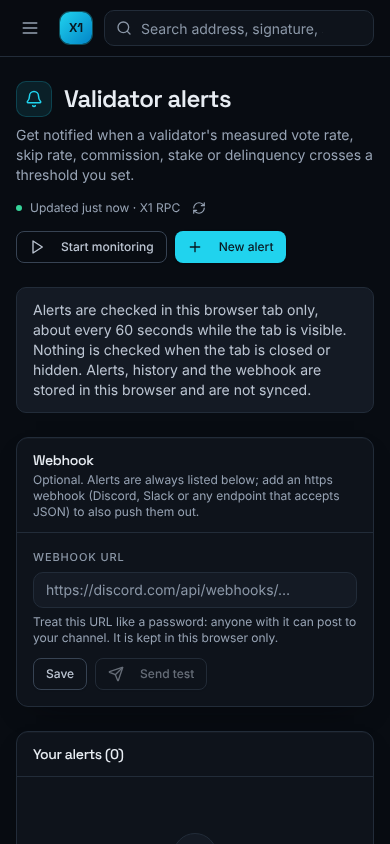 X1
Search address, signature,
Validator alerts
Get notified when a validator's measured vote rate,
skip rate, commission, stake or delinquency crosses a
threshold you set.
Updated just now · X1 RPC
Start monitoring
New alert
Alerts are checked in this browser tab only,
about every 60 seconds while the tab is visible.
Nothing is checked when the tab is closed or
hidden. Alerts, history and the webhook are
stored in this browser and are not synced.
Webhook
Optional. Alerts are always listed below; add an https
webhook (Discord, Slack or any endpoint that accepts
JSON) to also push them out.
WEBHOOK URL
https://discord.com/api/webhooks/...
Treat this URL like a password: anyone with it can post to
your channel. It is kept in this browser only.
Save
Send test
Your alerts (0)